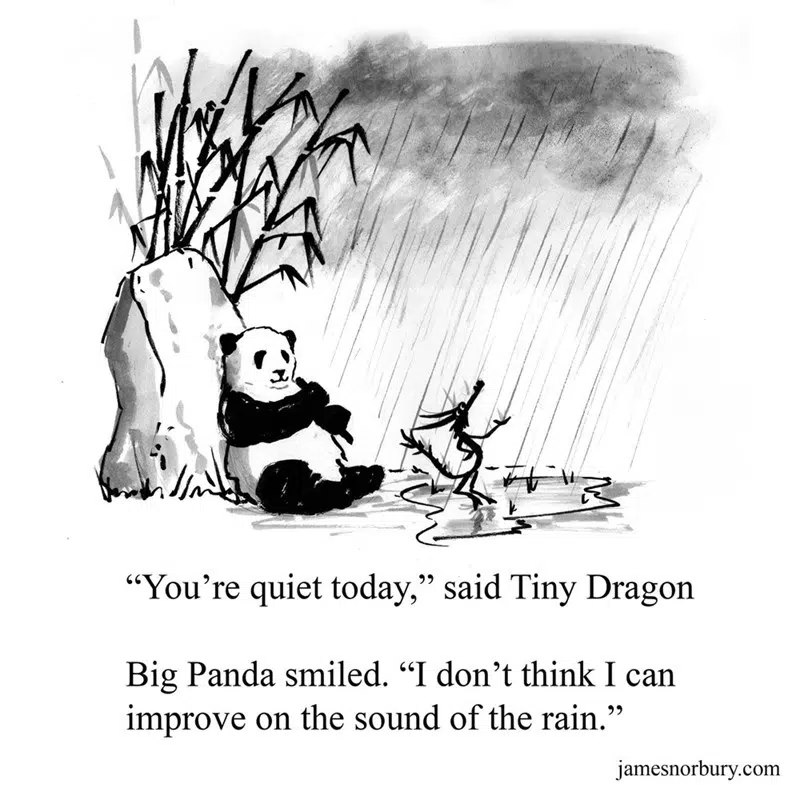 “You’re quiet today,” said Tiny Dragon
Big Panda smiled. “I don’t think I can
improve on the sound of the rain.”
jamesnorbury.com